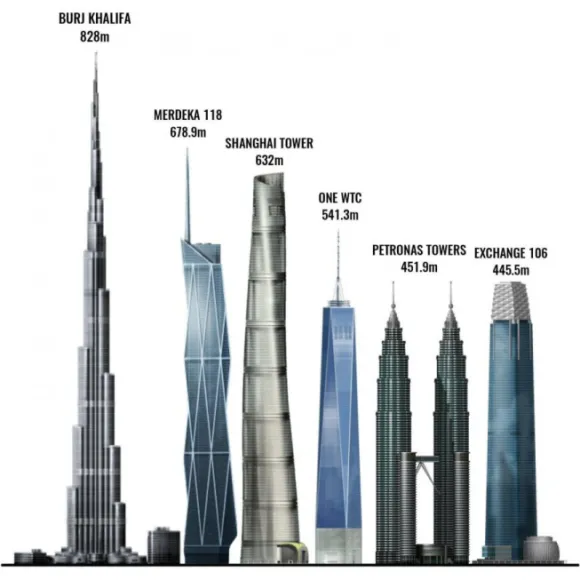 BURJ KHALIFA
828m
MERDEKA 118
678.9m
SHANGHAI TOWER
632m
ONE WTC
541.3m
PETRONAS TOWERS
451.9m
EXCHANGE 106
445.5m